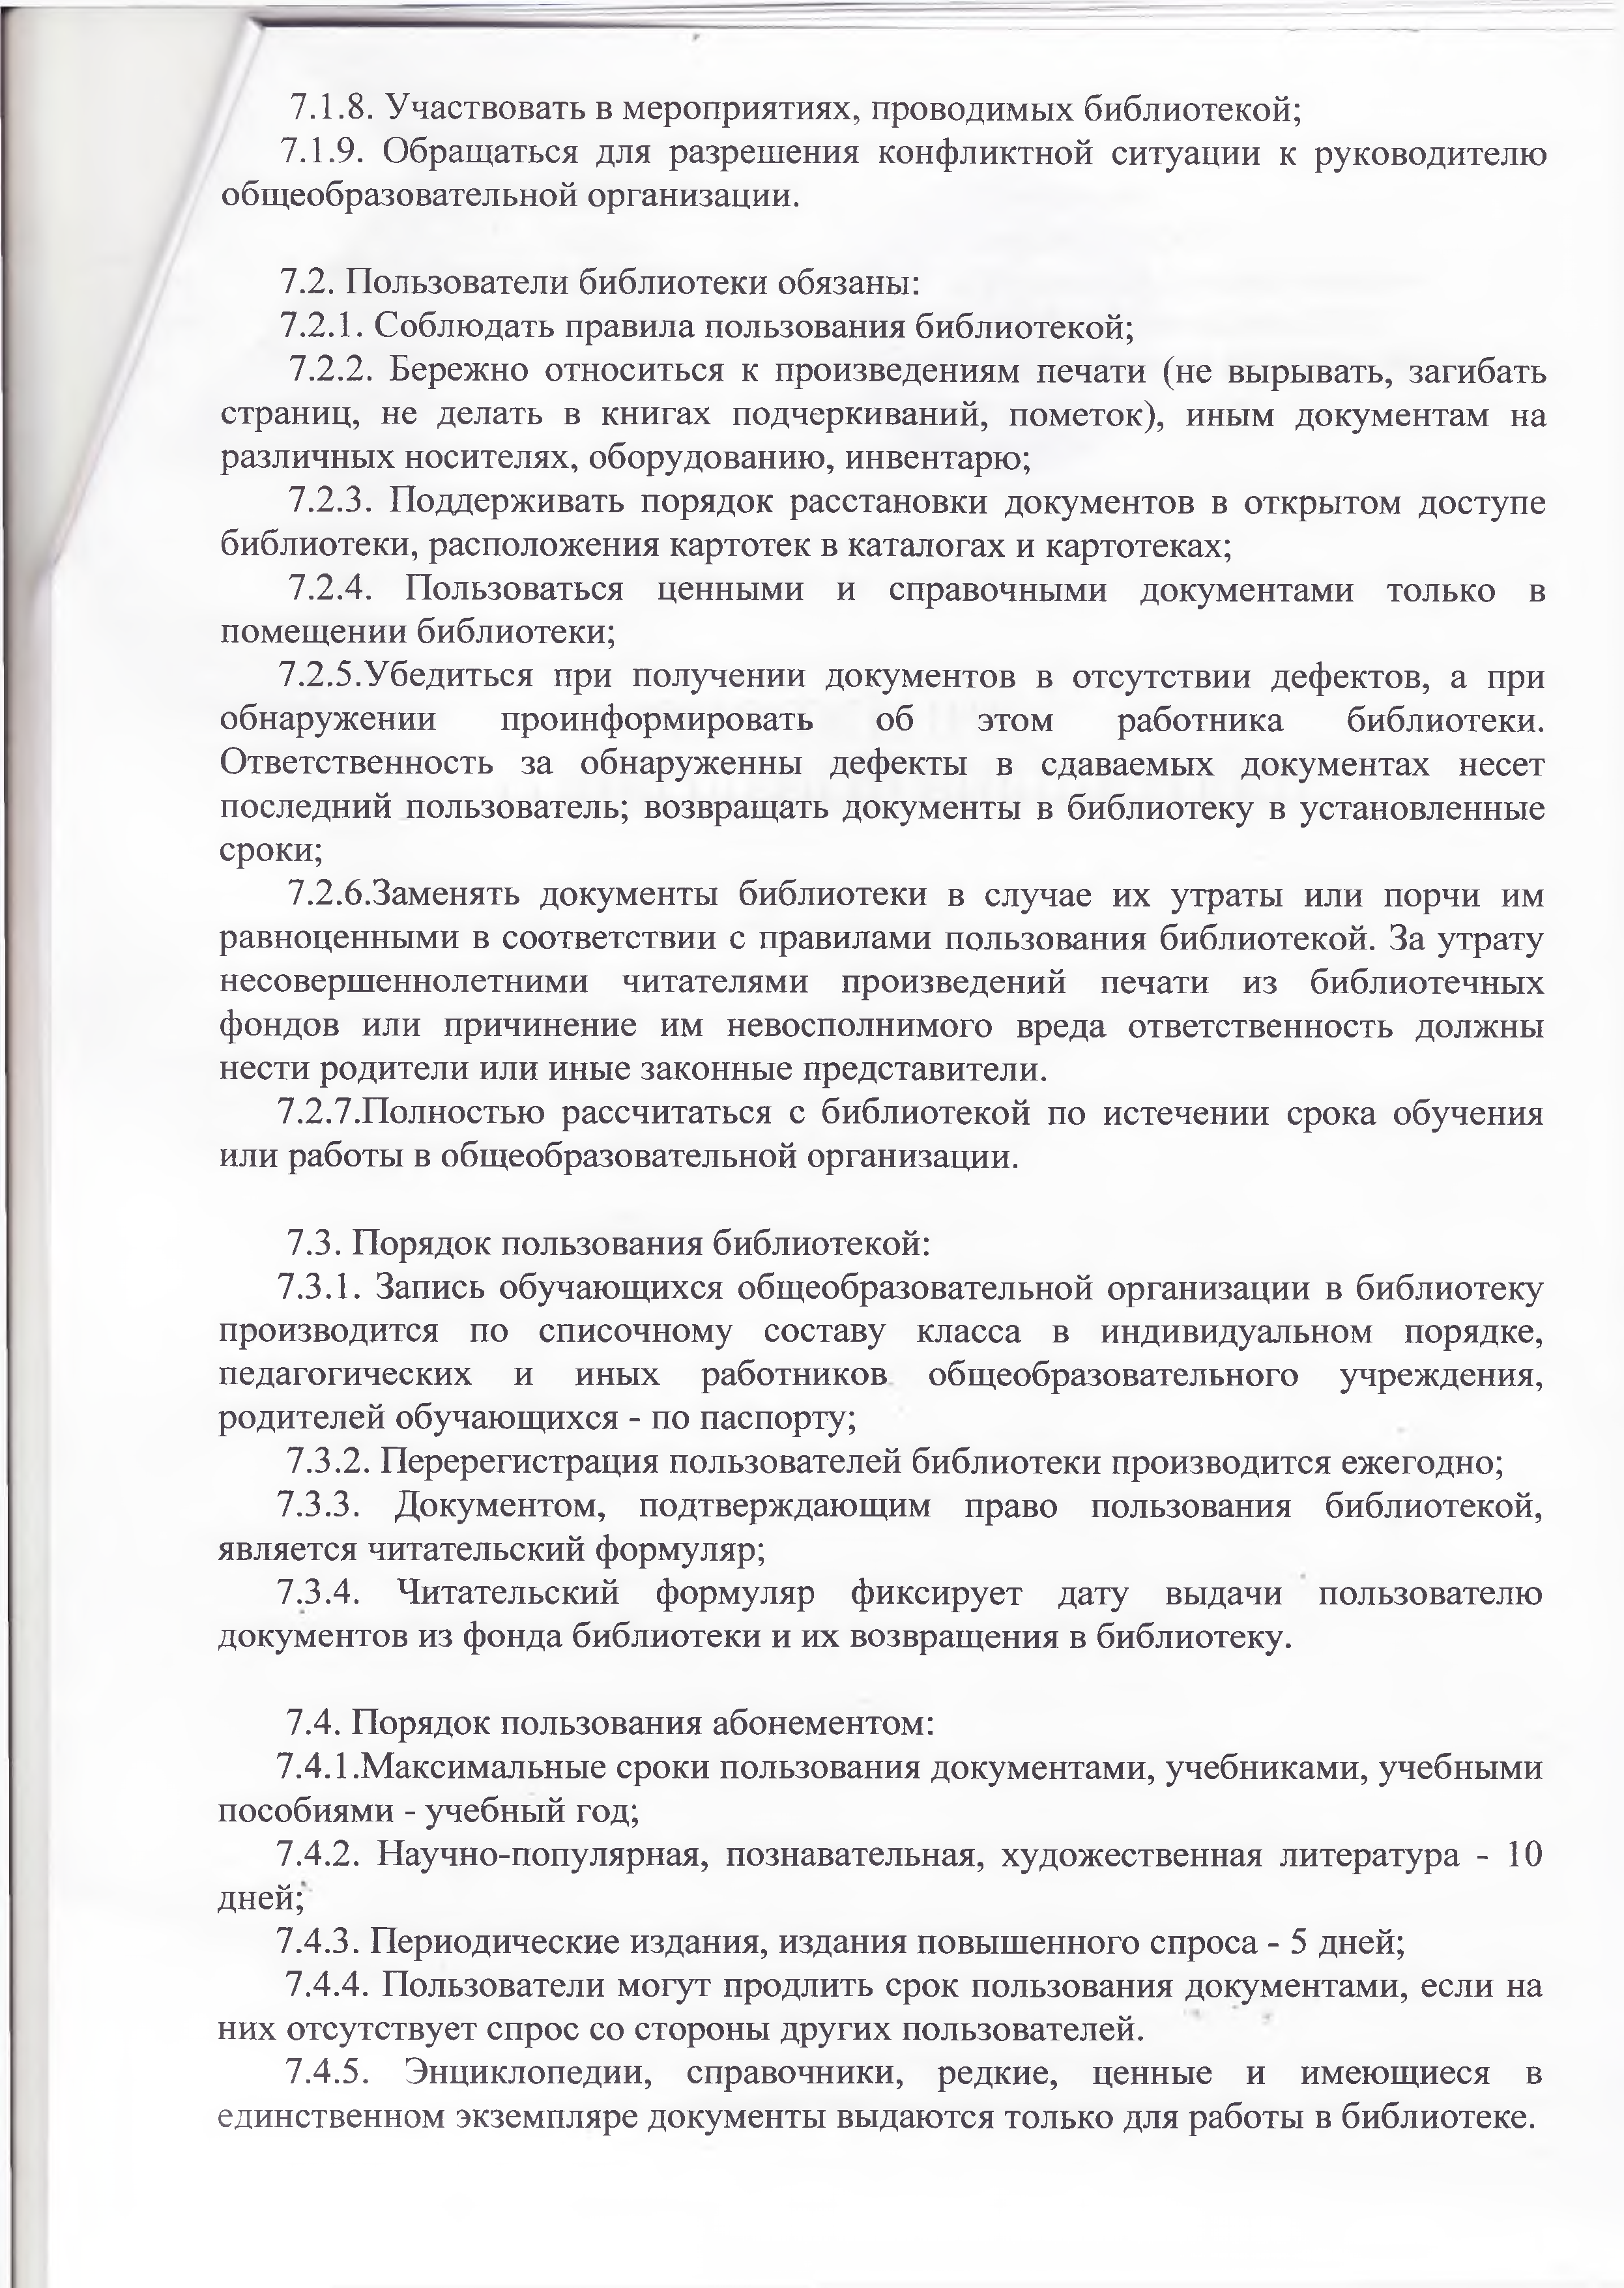 7.1.8. Участвовать в мероприятиях, проводимых библиотекой;
7.1.9. Обращаться для разрешения конфликтной ситуации к руководителю
общеобразовательной организации.
7.2. Пользователи библиотеки обязаны:
7.2.1. Соблюдать правила пользования библиотекой;
7.2.2. Бережно относиться к произведениям печати (не вырывать, загибать
страниц, не делать в книгах подчеркиваний, пометок), иным документам на
различных носителях, оборудованию, инвентарю;
7.2.3. Поддерживать порядок расстановки документов в открытом доступе
библиотеки, расположения картотек в каталогах и картотеках;
7.2.4. Пользоваться ценными и справочными документами только в
помещении библиотеки;
7.2.5.Убедиться при получении документов в отсутствии дефектов, а при
обнаружении проинформировать об этом работника библиотеки.
Ответственность за обнаруженны дефекты в сдаваемых документах несет
последний пользователь; возвращать документы в библиотеку в установленные
сроки;
7.2.6.Заменять документы библиотеки в случае их утраты или порчи им
равноценными в соответствии с правилами пользования библиотекой. За утрату
несовершеннолетними читателями произведений печати из библиотечных
фондов или причинение им невосполнимого вреда ответственность должны
нести родители или иные законные представители.
7.2.7.Полностью рассчитаться с библиотекой по истечении срока обучения
или работы в общеобразовательной организации.
7.3. Порядок пользования библиотекой:
7.3.1. Запись обучающихся общеобразовательной организации в библиотеку
производится по списочному составу класса в индивидуальном порядке,
педагогических и иных работников общеобразовательного учреждения,
родителей обучающихся - по паспорту;
7.3.2. Перерегистрация пользователей библиотеки производится ежегодно;
7.3.3. Документом, подтверждающим право пользования библиотекой,
является читательский формуляр;
7.3.4. Читательский формуляр фиксирует дату выдачи пользователю
документов из фонда библиотеки и их возвращения в библиотеку.
7.4. Порядок пользования абонементом:
7.4.1.Максимальные сроки пользования документами, учебниками, учебными
пособиями - учебный год;
7.4.2. Научно-популярная, познавательная, художественная литература - 10
дней;
7.4.3. Периодические издания, издания повышенного спроса - 5 дней;
7.4.4. Пользователи могут продлить срок пользования документами, если на
них отсутствует спрос со стороны других пользователей.
7.4.5. Энциклопедии, справочники, редкие, ценные и имеющиеся в
единственном экземпляре документы выдаются только для работы в библиотеке.